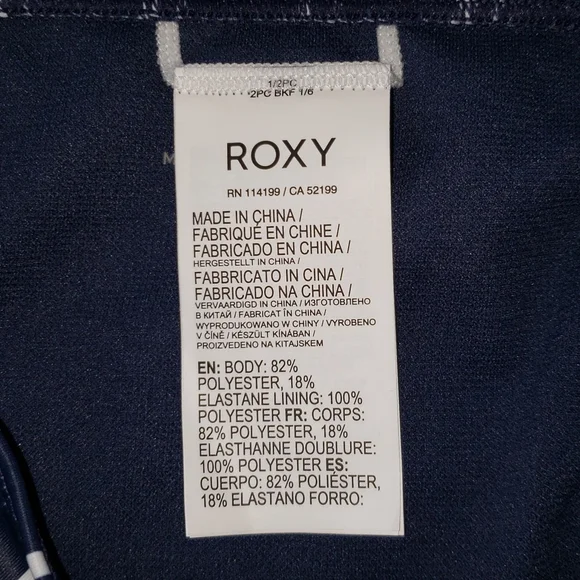 1/2PC
2PC BKF 1/6
M
ROXY
RN 114199 / CA 52199
MADE IN CHINA /
FABRIQUÉ EN CHINE /
FABRICADO EN CHINA /
HERGESTELLT IN CHINA /
FABBRICATO IN CINA /
FABRICADO NA CHINA /
VERVAARDIGD IN CHINA / ИЗГОТОВЛЕНО
В КИТАЙ / FABRICAT ÎN CHINA /
WYPRODUKOWANO W CHINY / VYROBENO
V ČÍNĚ / KÉSZÜLT KÍNÁBAN /
PROIZVEDENO NA KITAJSKEM
EN: BODY: 82%
POLYESTER, 18%
ELASTANE LINING: 100%
POLYESTER FR: CORPS:
82% POLYESTER, 18%
ELASTHANNE DOUBLURE:
100% POLYESTER ES:
CUERPO: 82% POLIÉSTER,
18% ELASTANO FORRO: